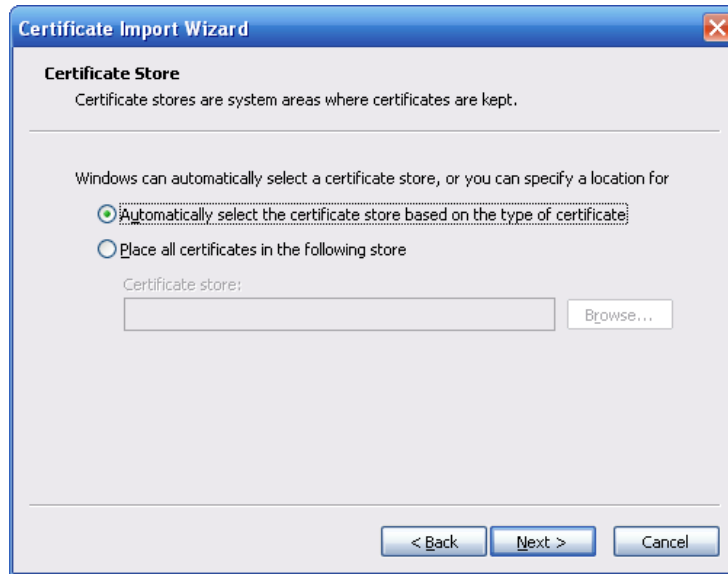 Certificate Import Wizard
Certificate Store
Certificate stores are system areas where certificates are kept.
Windows can automatically select a certificate store, or you can specify a location for
Automatically select the certificate store based on the type of certificate
Place all certificates in the following store
Certificate store:
Browse...
< Back Next > Cancel